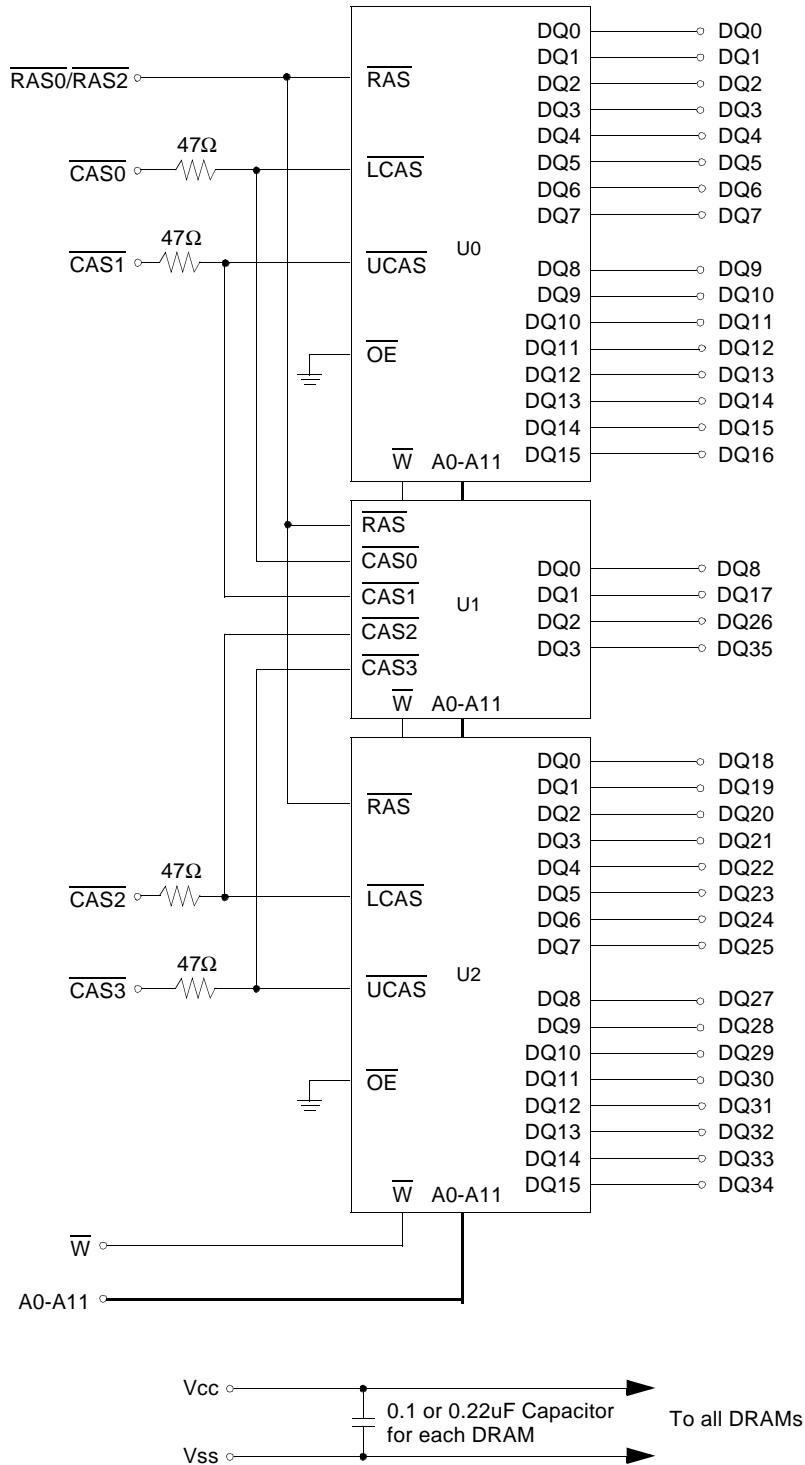 DQ0 DQ0
DQ1 DQ1
RAS0/RAS2 RAS DQ2 DQ2
DQ3 DQ3
47Ω DQ4 DQ4
CAS0 LCAS DQ5 DQ5
DQ6 DQ6
DQ7 DQ7
47Ω U0
CAS1 UCAS DQ8 DQ9
DQ9 DQ10
DQ10 DQ11
OE DQ11 DQ12
DQ12 DQ13
DQ13 DQ14
DQ14 DQ15
W A0-A11 DQ15 DQ16
RAS
CAS0 DQ0 DQ8
CAS1 U1 DQ1 DQ17
CAS2 DQ2 DQ26
CAS3 DQ3 DQ35
W A0-A11
DQ0 DQ18
DQ1 DQ19
RAS DQ2 DQ20
DQ3 DQ21
47Ω DQ4 DQ22
CAS2 LCAS DQ5 DQ23
DQ6 DQ24
DQ7 DQ25
47Ω U2
CAS3 UCAS DQ8 DQ27
DQ9 DQ28
DQ10 DQ29
OE DQ11 DQ30
DQ12 DQ31
DQ13 DQ32
DQ14 DQ33
W A0-A11 DQ15 DQ34
W
A0-A11
Vcc
0.1 or 0.22uF Capacitor To all DRAMs
for each DRAM
Vss